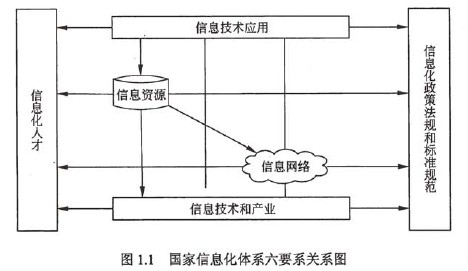 信息技术应用
信息化人才
信息资源
信息网络
信息技术和产业
信息化政策法规和标准规范
图 1.1 国家信息化体系六要系关系图